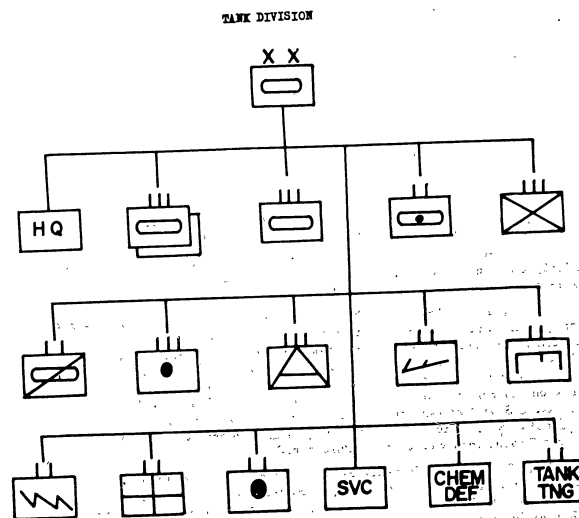 TANK DIVISION
X X
HQ
SVC
CHEM
DEF
TANK
TNG